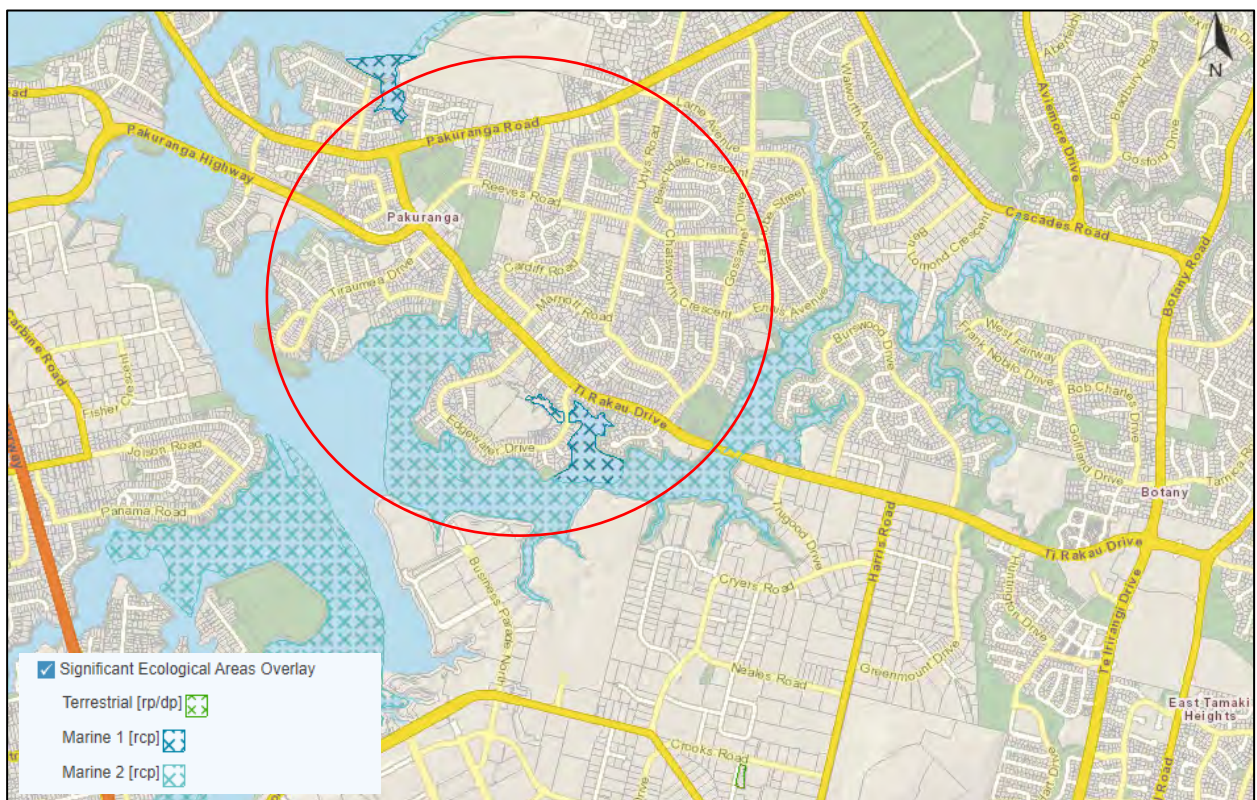 N
Pakuranga Highway
Pakuranga Road
Pakuranga
Reeves Road
Tiraumea Drive
Cardiff Road
Marriott Road
Chatsworth Crescent
Gossamer Drive
Crescent
Avenue
Street
Avenue
Walworth Avenue
Ben Lomond Crescent
Cascades Road
Aviemore Drive
Bradbury Road
Gosford Drive
Botany Road
Burswood Drive
West Fairway
Frank Nobilo Drive
Bob Charles Drive
Golfland Drive
Botany
Ti Rakau Drive
Edgewater Drive
Ti Rakau Drive
Trugood Drive
Harris Road
Cryers Road
Huntington Drive
Te Irirangi Drive
Business Parade North
Neales Road
Greenmount Drive
Crooks Road
East Tamaki
Heights
Carbine Road
Fisher
Jolson Road
Panama Road
Significant Ecological Areas Overlay
Terrestrial [rp/dp]
Marine 1 [rcp]
Marine 2 [rcp]